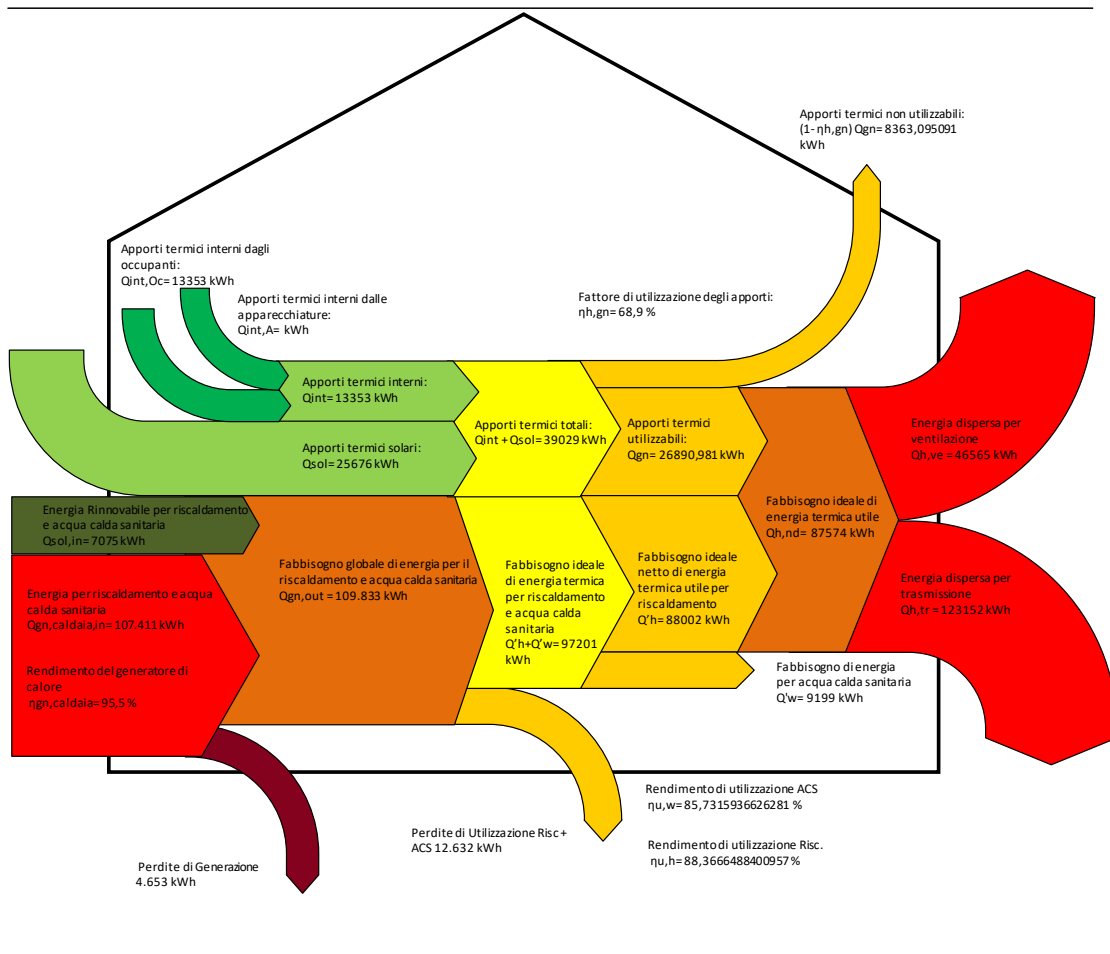 Apporti termici non utilizzabili:
(1- ηh,gn) Qgn= 8363,095091
kWh
Apporti termici interni dagli
occupanti:
Qint,Oc= 13353 kWh
Apporti termici interni dalle
apparecchiature:
Qint,A= kWh
Fattore di utilizzazione degli apporti:
ηh,gn= 68,9 %
Apporti termici interni:
Qint= 13353 kWh
Apporti termici solari:
Qsol= 25676 kWh
Apporti termici totali:
Qint + Qsol= 39029 kWh
Apporti termici
utilizzabili:
Qgn= 26890,981 kWh
Energia dispersa per
ventilazione
Qh,ve = 46565 kWh
Energia Rinnovabile per riscaldamento
e acqua calda sanitaria
Qsol,in= 7075 kWh
Fabbisogno ideale di
energia termica utile
Qh,nd= 87574 kWh
Energia per riscaldamento e acqua
calda sanitaria
Qgn,caldaia,in= 107.411 kWh
Rendimento del generatore di
calore
ηgn,caldaia= 95,5 %
Fabbisogno globale di energia per il
riscaldamento e acqua calda sanitaria
Qgn,out = 109.833 kWh
Fabbisogno ideale
di energia termica
per riscaldamento
e acqua calda
sanitaria
Q'h+Q'w= 97201
kWh
Fabbisogno ideale
netto di energia
termica utile per
riscaldamento
Q'h= 88002 kWh
Energia dispersa per
trasmissione
Qh,tr = 123152 kWh
Fabbisogno di energia
per acqua calda sanitaria
Q'w= 9199 kWh
Rendimento di utilizzazione ACS
ηu,w= 85,7315936626281 %
Rendimento di utilizzazione Risc.
ηu,h= 88,3666488400957 %
Perdite di Utilizzazione Risc +
ACS 12.632 kWh
Perdite di Generazione
4.653 kWh